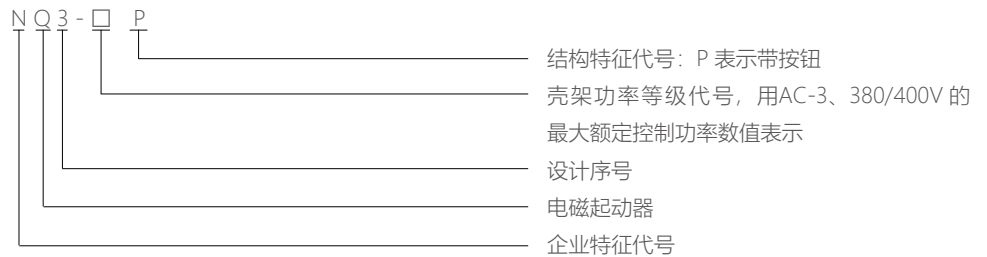 N Q 3 - □ P
结构特征代号：P 表示带按钮
壳架功率等级代号，用AC-3、380/400V 的
最大额定控制功率数值表示
设计序号
电磁起动器
企业特征代号